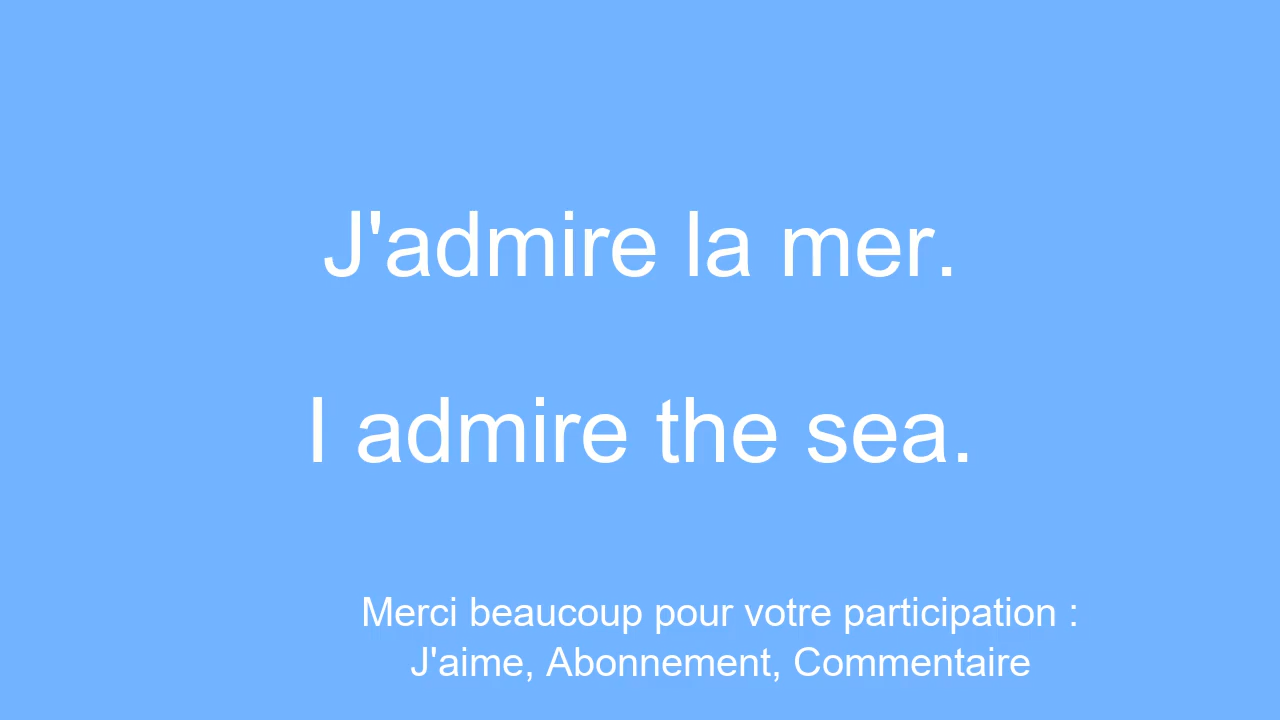 J'admire la mer.
I admire the sea.
Merci beaucoup pour votre participation :
J'aime, Abonnement, Commentaire